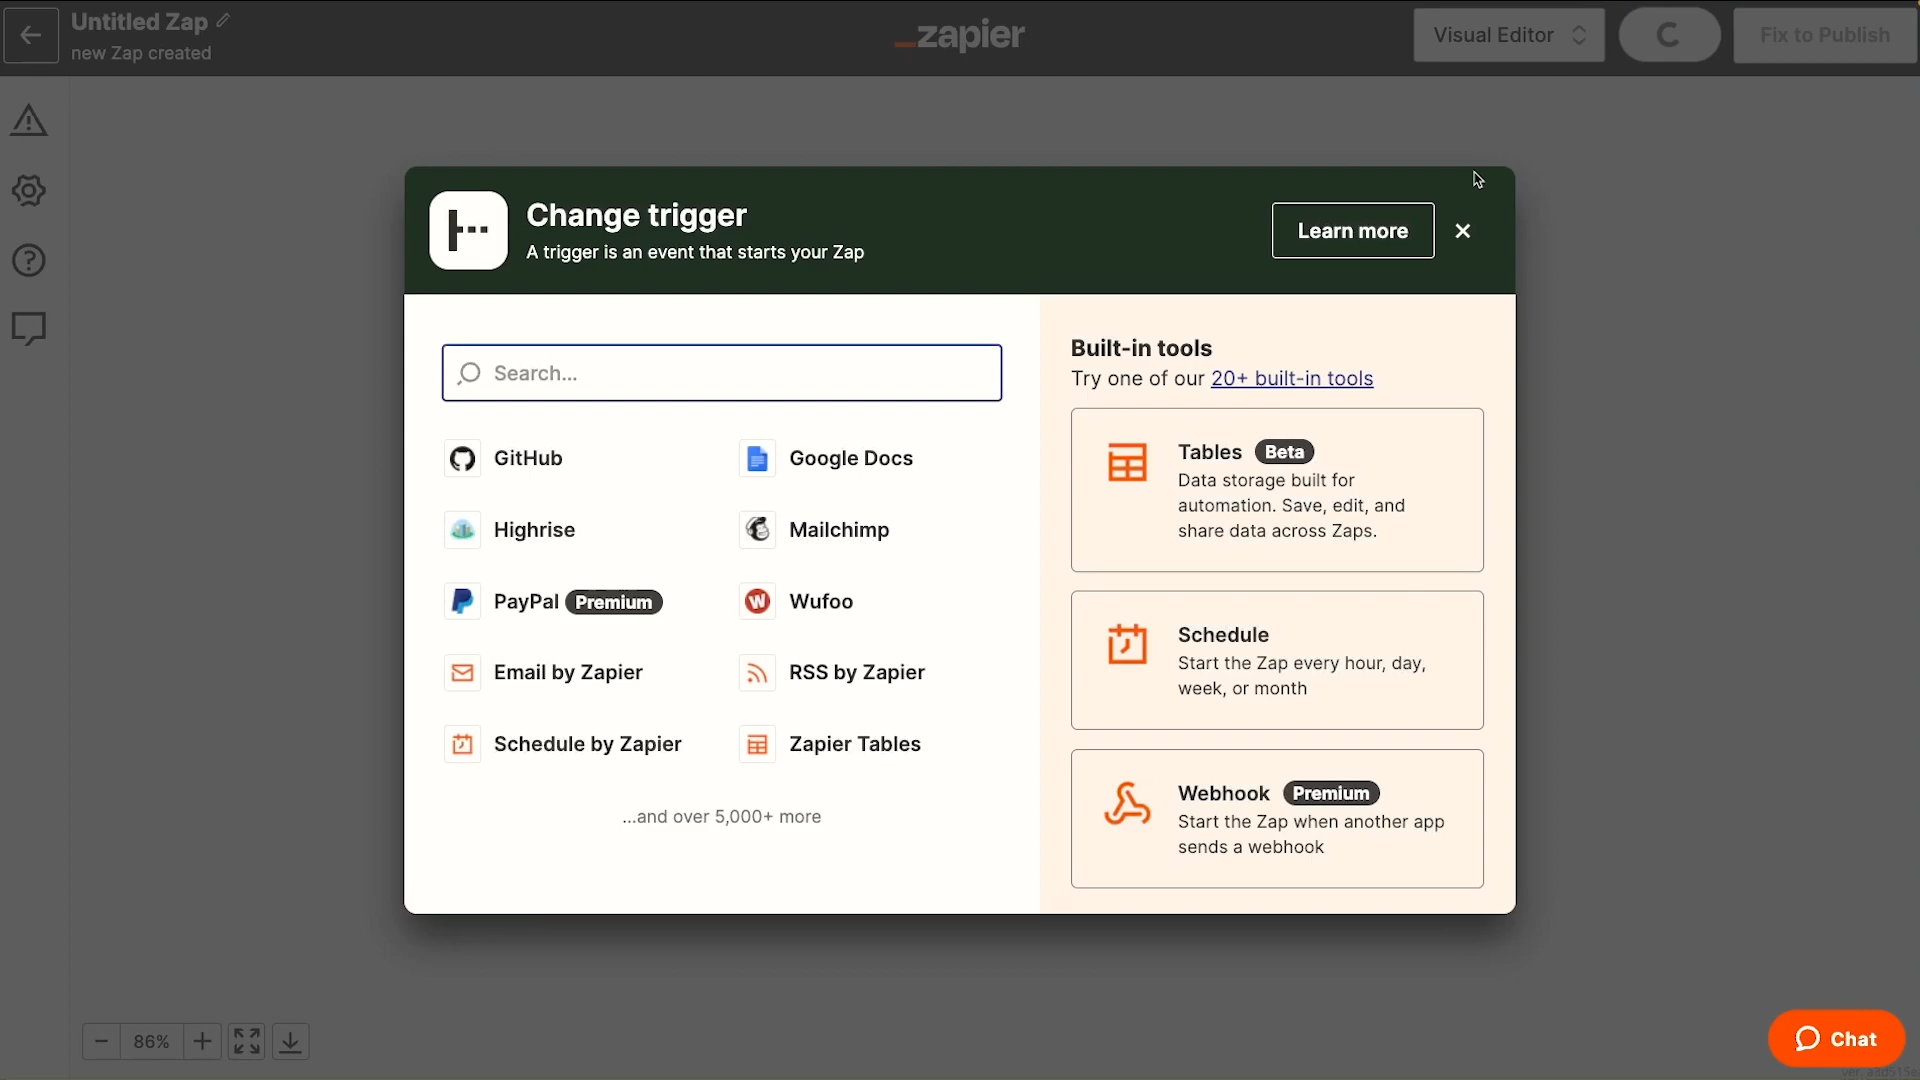 Untitled Zap
new Zap created
zapier
Visual Editor
Fix to Publish
Change trigger
A trigger is an event that starts your Zap
Learn more
Search...
GitHub
Google Docs
Highrise
Mailchimp
PayPal Premium
Wufoo
Email by Zapier
RSS by Zapier
Schedule by Zapier
Zapier Tables
...and over 5,000+ more
Built-in tools
Try one of our 20+ built-in tools
Tables Beta
Data storage built for
automation. Save, edit, and
share data across Zaps.
Schedule
Start the Zap every hour, day,
week, or month
Webhook Premium
Start the Zap when another app
sends a webhook
86%
Chat